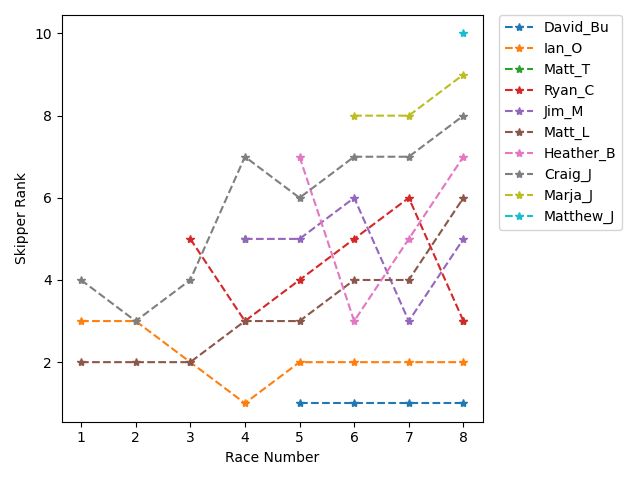 10
8
6
4
2
Skipper Rank
1 2 3 4 5 6 7 8
Race Number
David_Bu
Ian_O
Matt_T
Ryan_C
Jim_M
Matt_L
Heather_B
Craig_J
Marja_J
Matthew_J